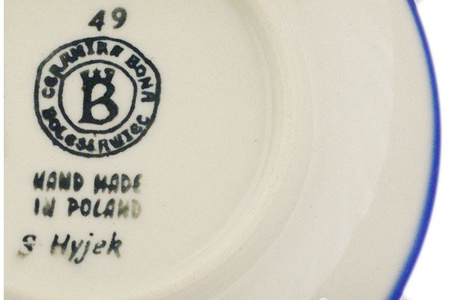 49
CERAMIKA BONA
B
BOLESŁAWIEC
HAND MADE
IN POLAND
S Hyjek